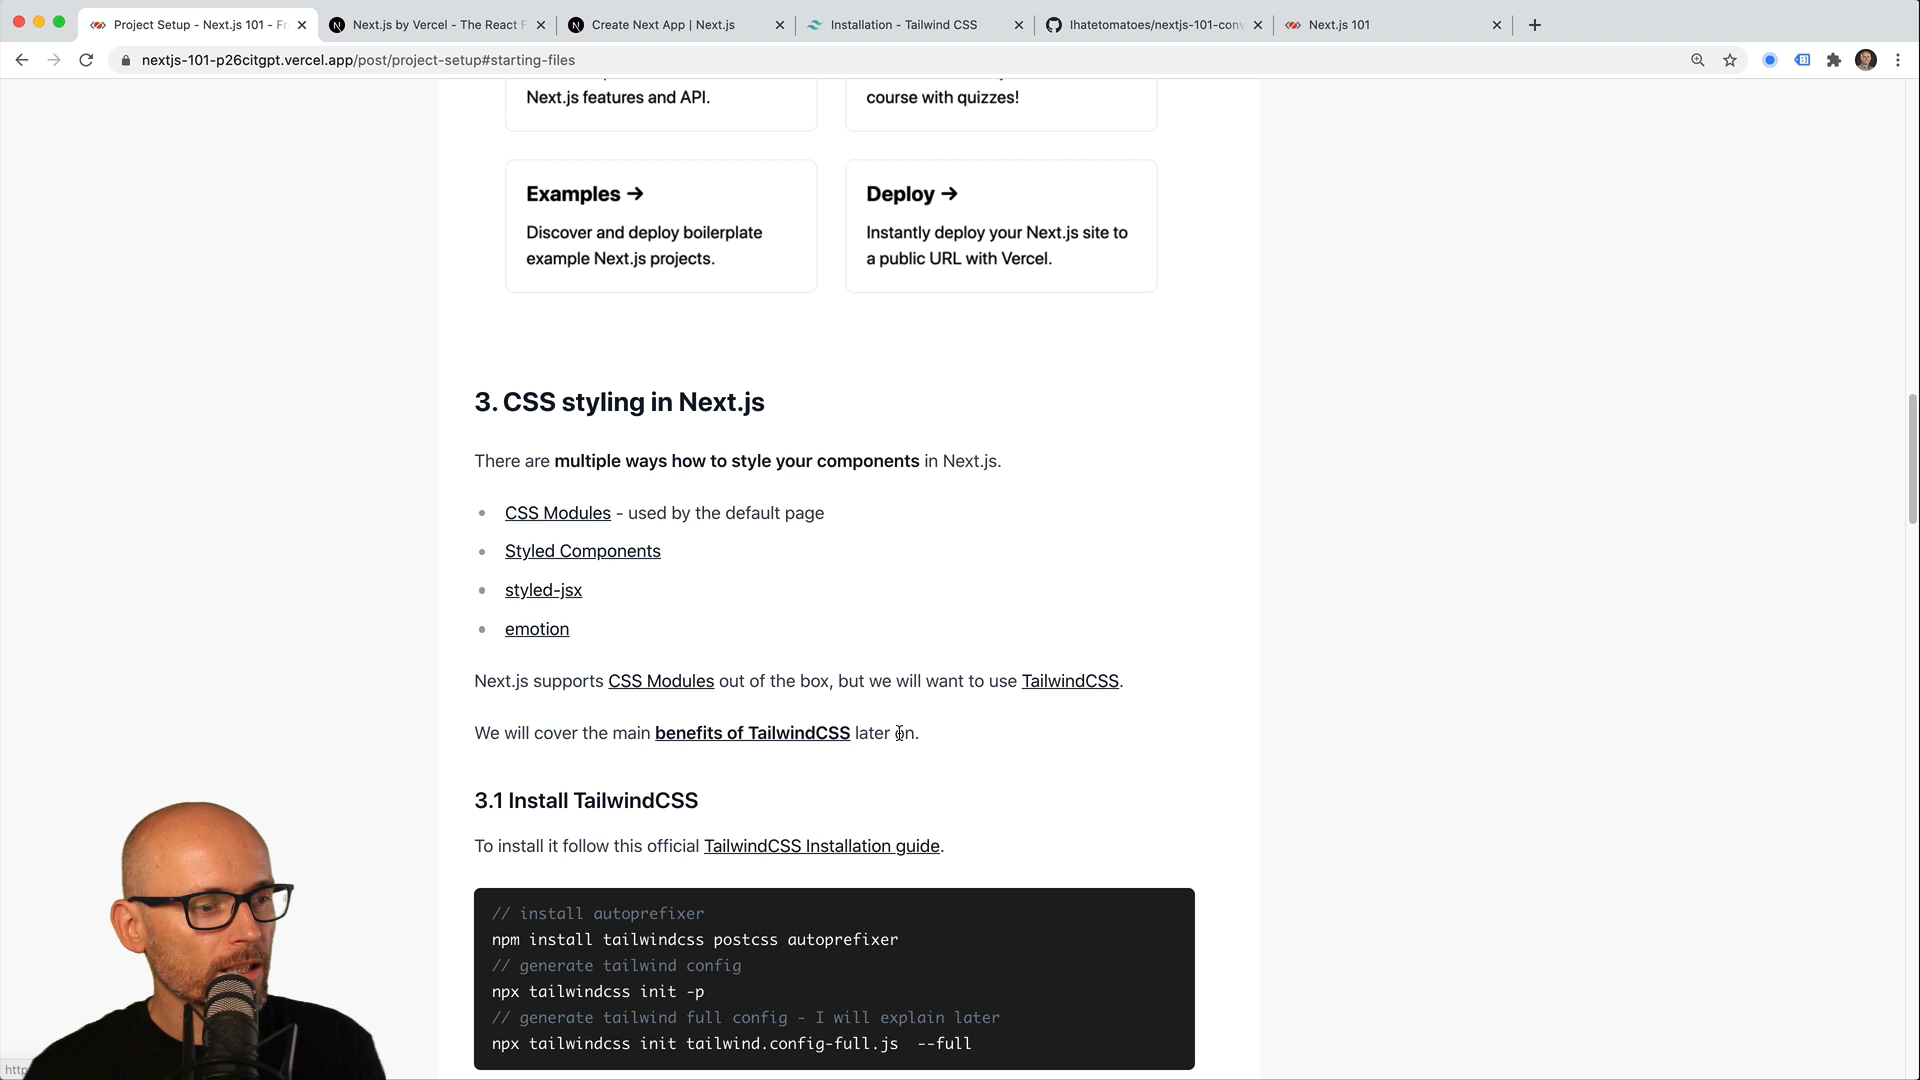 Project Setup - Next.js 101 - Fr
Next.js by Vercel - The React F
Create Next App | Next.js
Installation - Tailwind CSS
Ihatetomatoes/nextjs-101-conv
Next.js 101
nextjs-101-p26citgpt.vercel.app/post/project-setup#starting-files
Next.js features and API.
course with quizzes!
Examples →
Discover and deploy boilerplate
example Next.js projects.
Deploy →
Instantly deploy your Next.js site to
a public URL with Vercel.
3. CSS styling in Next.js
There are multiple ways how to style your components in Next.js.
• CSS Modules - used by the default page
• Styled Components
• styled-jsx
• emotion
Next.js supports CSS Modules out of the box, but we will want to use TailwindCSS.
We will cover the main benefits of TailwindCSS later on.
3.1 Install TailwindCSS
To install it follow this official TailwindCSS Installation guide.
// install autoprefixer
npm install tailwindcss postcss autoprefixer
// generate tailwind config
npx tailwindcss init -p
// generate tailwind full config - I will explain later
npx tailwindcss init tailwind.config-full.js --full
http